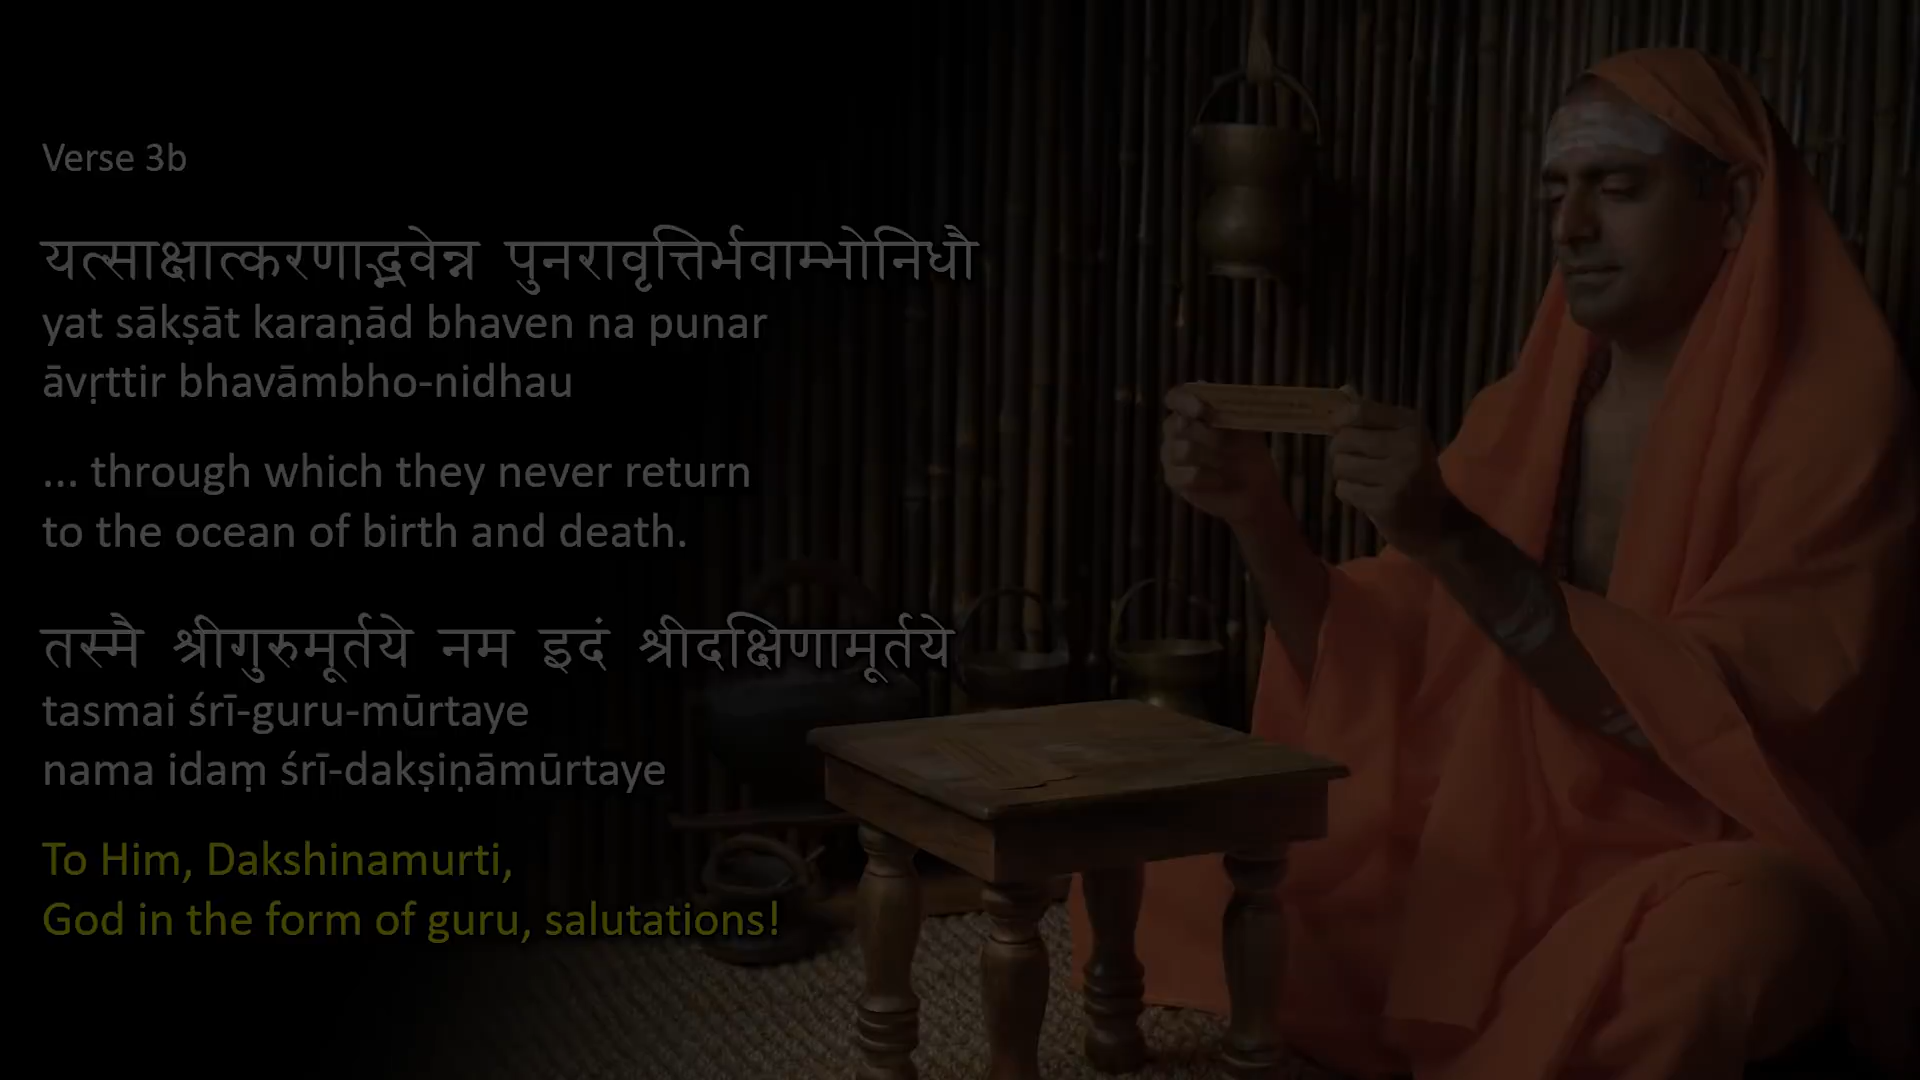 Verse 3b
यत्साक्षात्करणाद्भवेन्न पुनरावृत्तिर्भवाम्भोनिधौ
yat sākṣāt karaṇād bhaven na punar
āvṛttir bhavāmbho-nidhau
... through which they never return
to the ocean of birth and death.
तस्मै श्रीगुरुमूर्तये नम इदं श्रीदक्षिणामूर्तये
tasmai śrī-guru-mūrtaye
nama idaṃ śrī-dakṣiṇāmūrtaye
To Him, Dakshinamurti,
God in the form of guru, salutations!